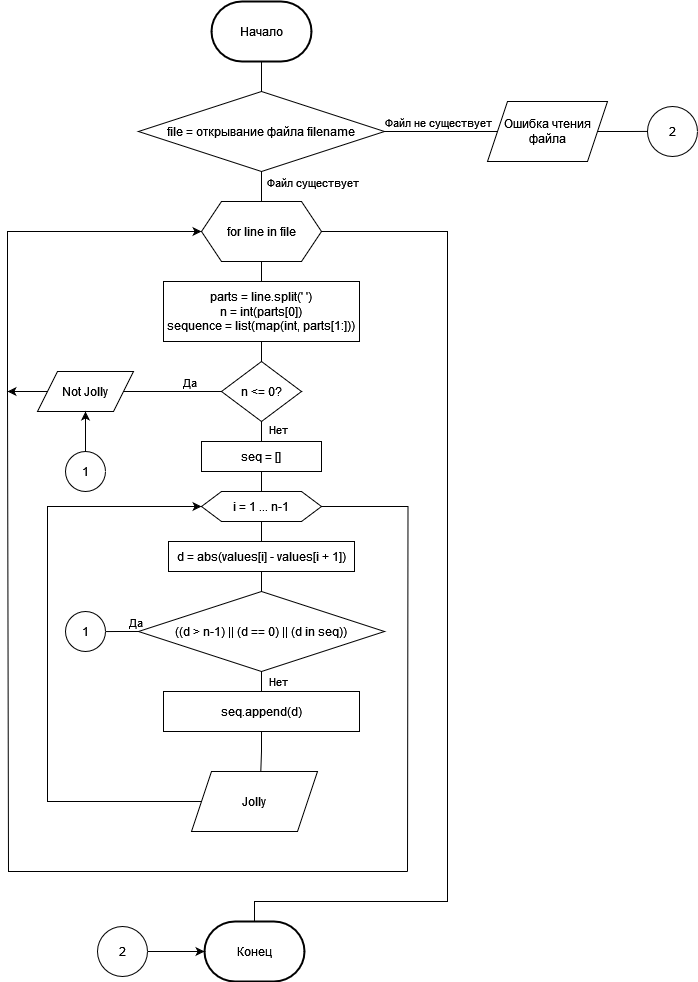 Начало
file = открывание файла filename
Файл не существует
Ошибка чтения
файла
2
Файл существует
for line in file
parts = line.split(' ')
n = int(parts[0])
sequence = list(map(int, parts[1:]))
Not Jolly
Да
n <= 0?
Нет
1
seq = []
i = 1 ... n-1
d = abs(values[i] - values[i + 1])
1
Да
((d > n-1) || (d == 0) || (d in seq))
Нет
seq.append(d)
Jolly
2
Конец